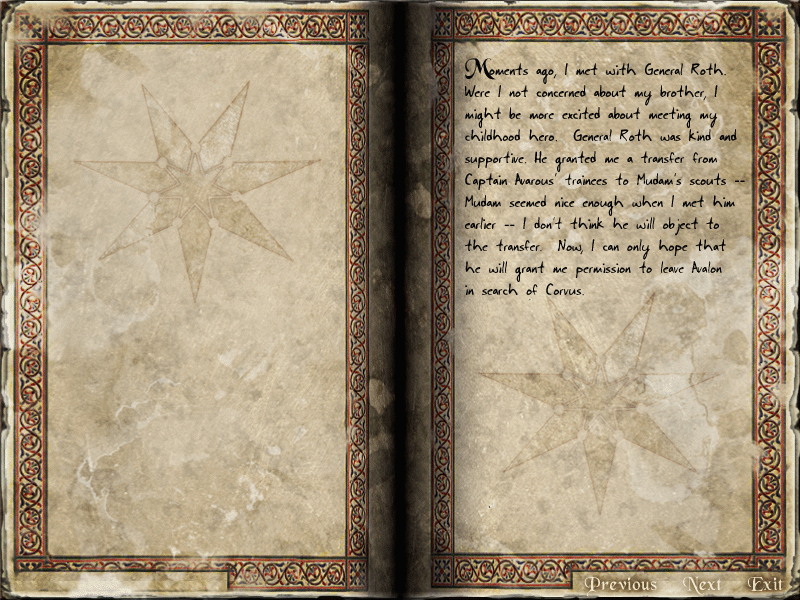 Moments ago, I met with General Roth.
Were I not concerned about my brother, I
might be more excited about meeting my
childhood hero. General Roth was kind and
supportive. He granted me a transfer from
Captain Avarous' trainees to Mudam's scouts --
Mudam seemed nice enough when I met him
earlier -- I don't think he will object to
the transfer. Now, I can only hope that
he will grant me permission to leave Avalon
in search of Corvus.
Previous Next Exit